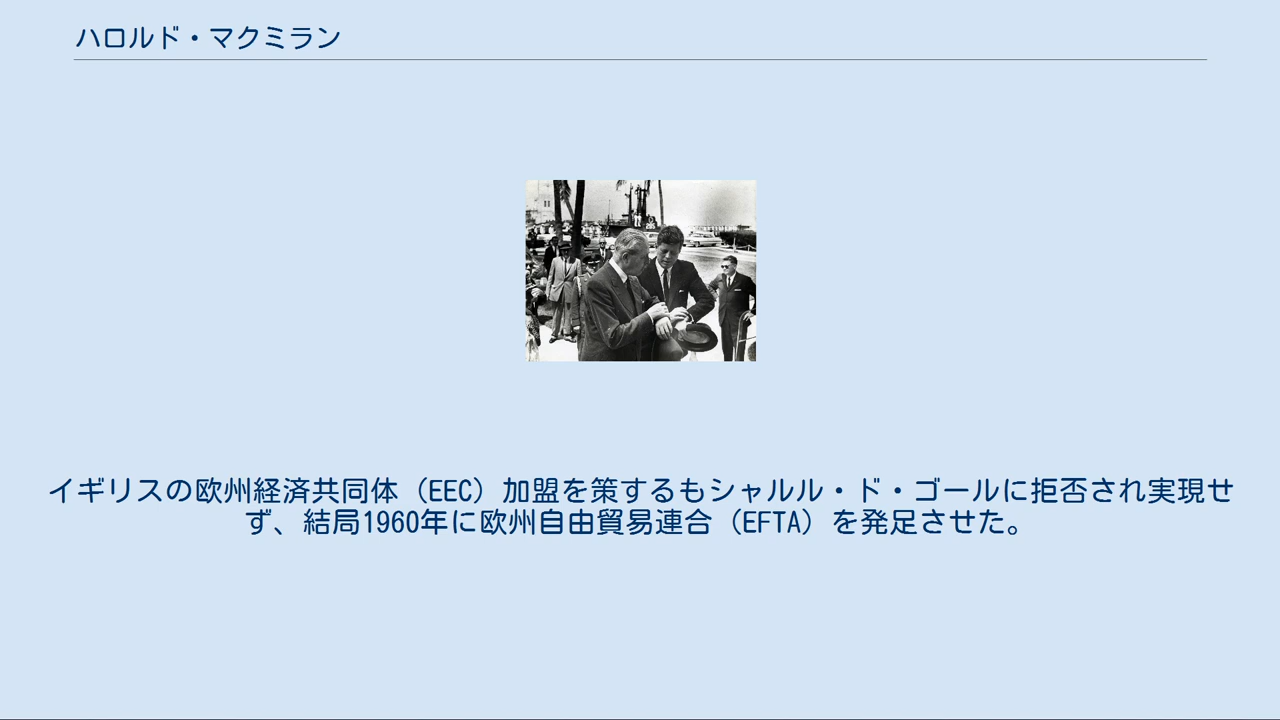 ハロルド・マクミラン
イギリスの欧州経済共同体（EEC）加盟を策するもシャルル・ド・ゴールに拒否され実現せ
ず、結局1960年に欧州自由貿易連合（EFTA）を発足させた。